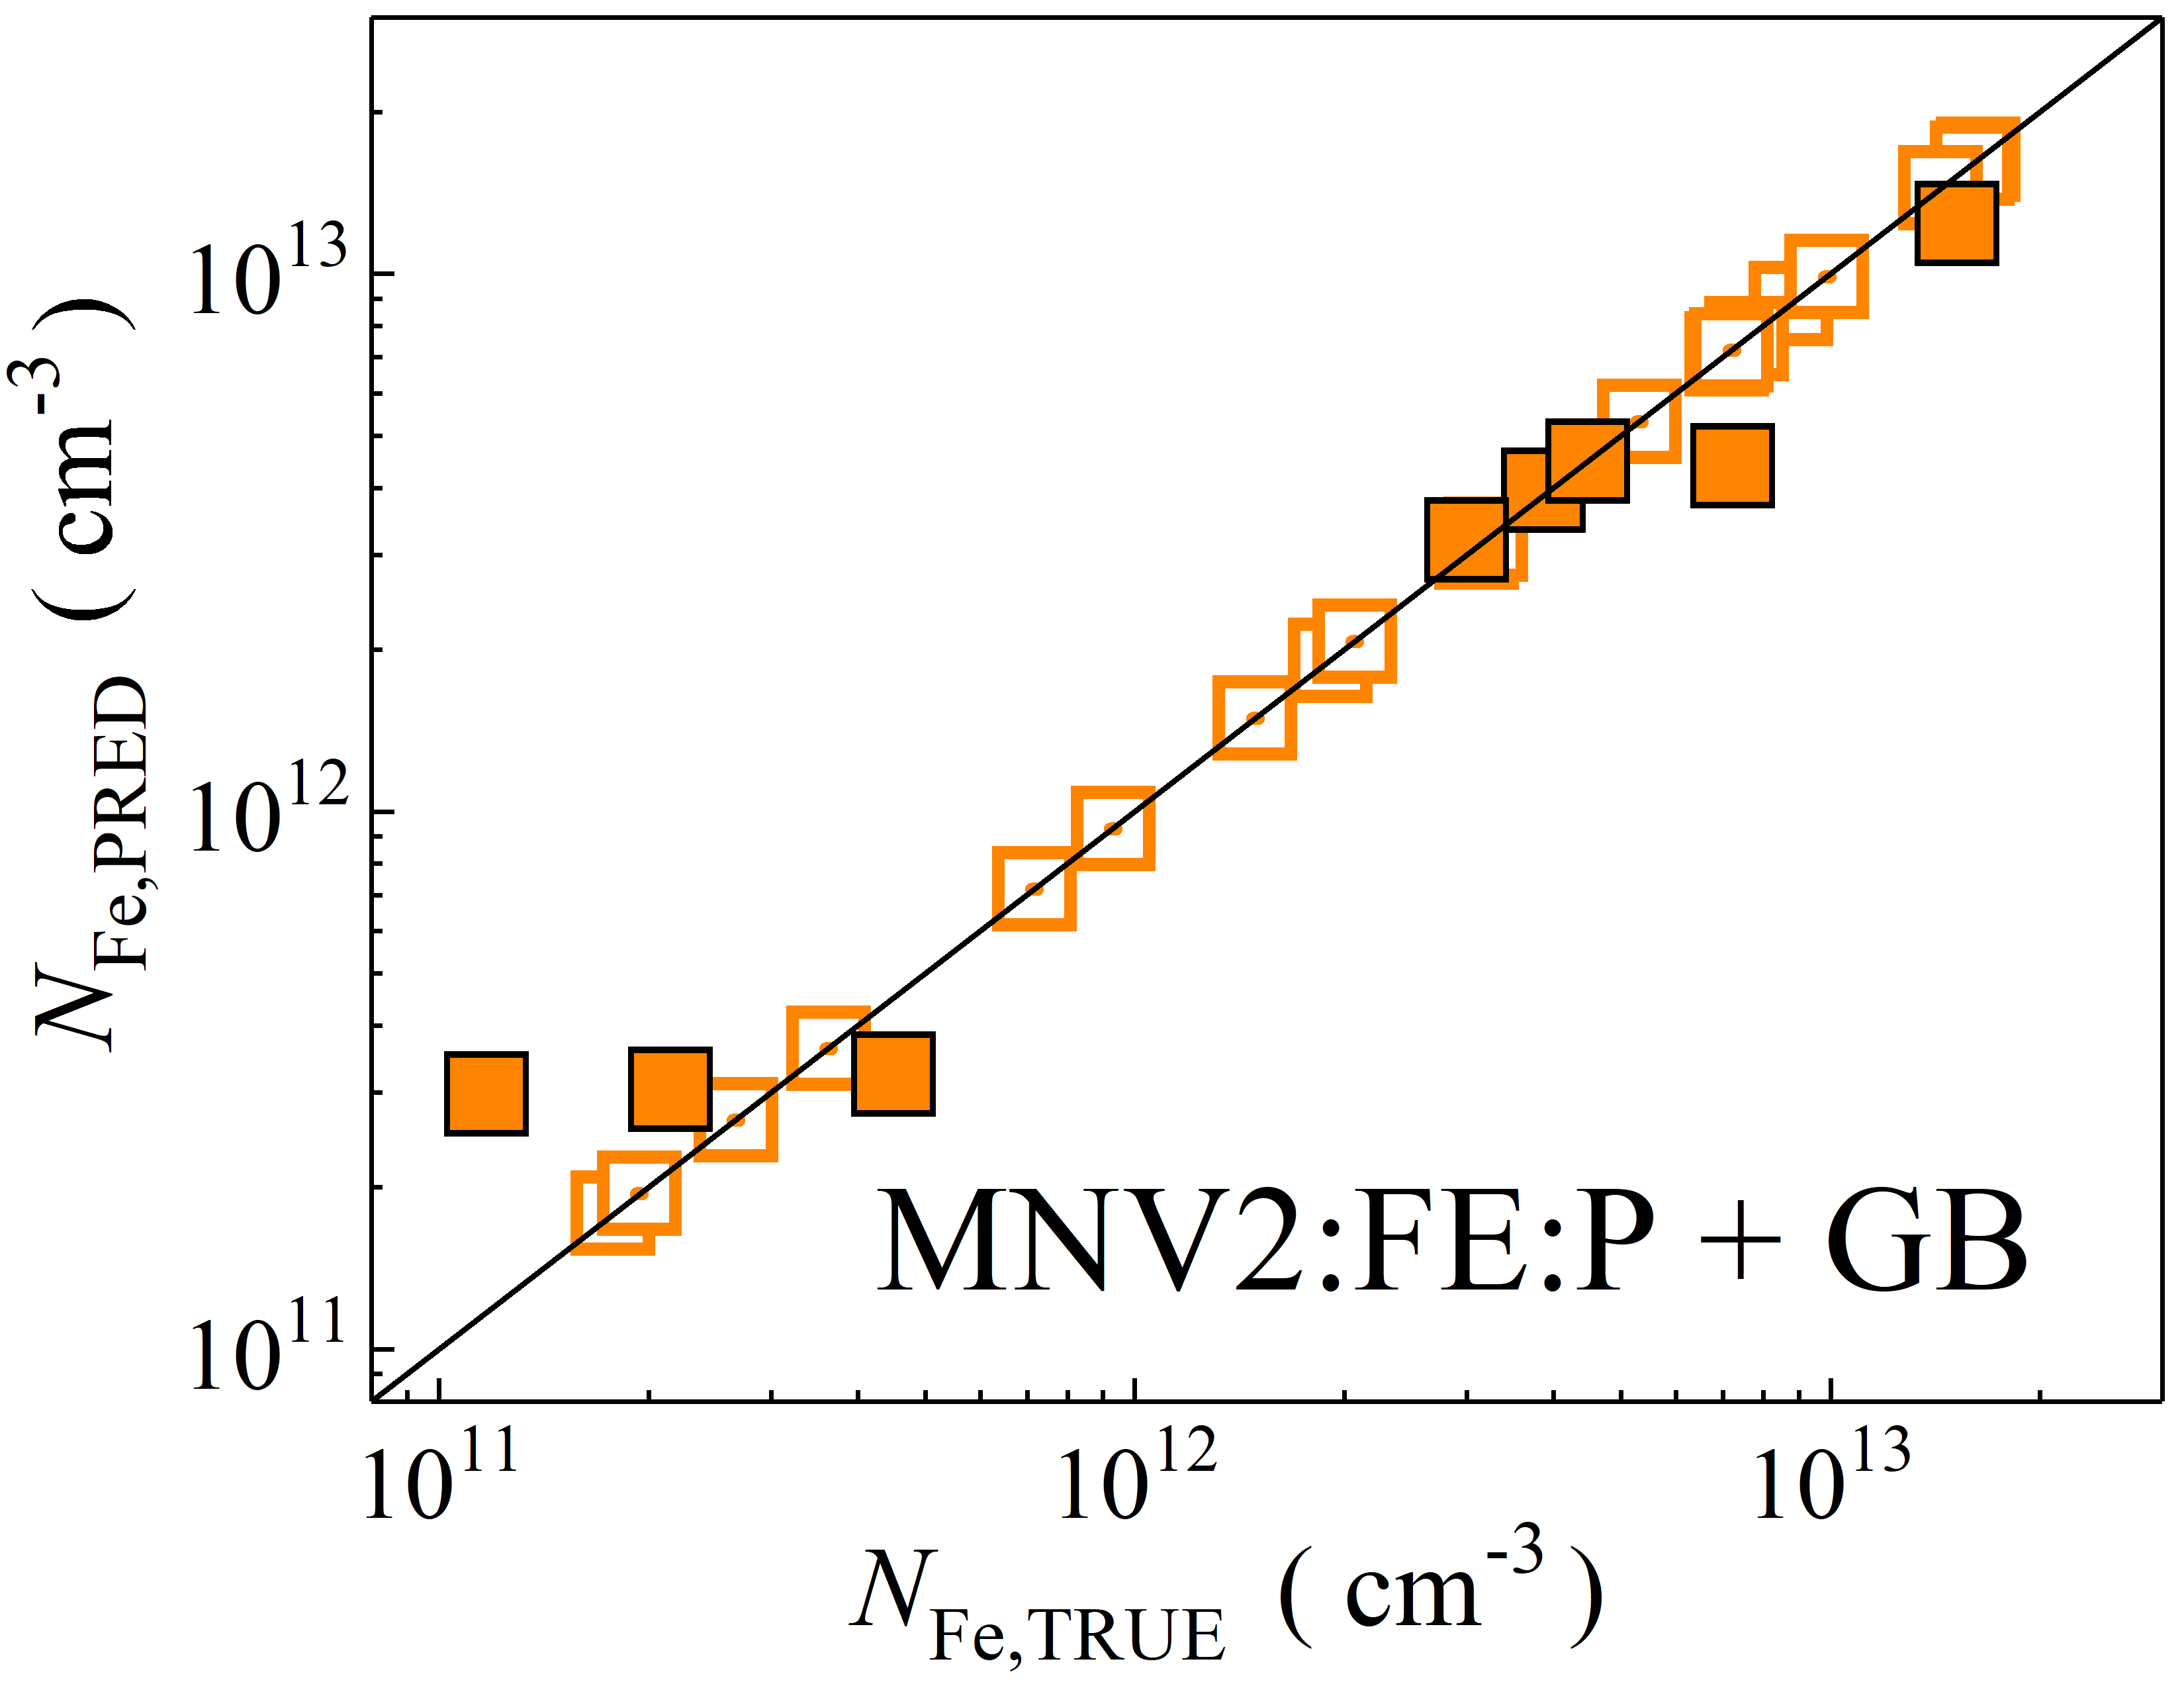 10^13
10^12
10^11
N_Fe,PRED ( cm^-3 )
MNV2:FE:P + GB
10^11 10^12 10^13
N_Fe,TRUE ( cm^-3 )